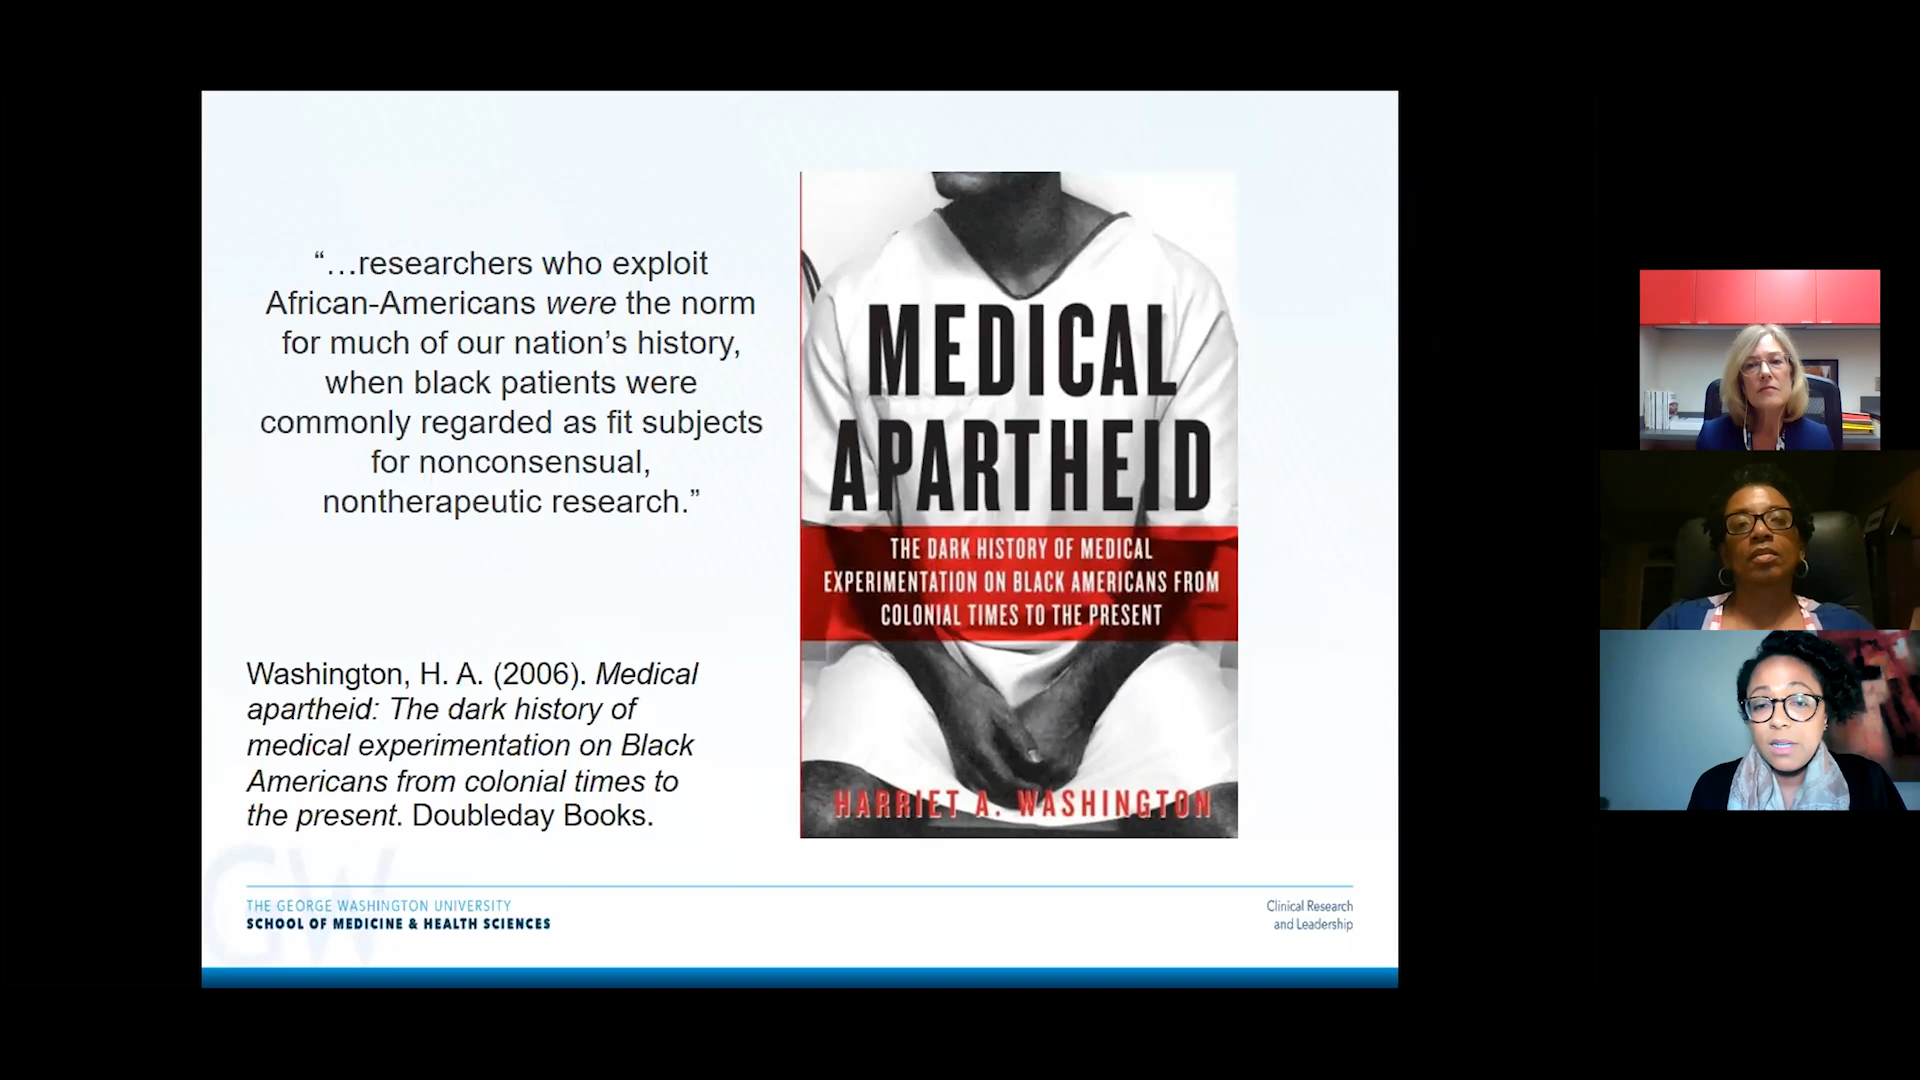 “…researchers who exploit
African-Americans were the norm
for much of our nation’s history,
when black patients were
commonly regarded as fit subjects
for nonconsensual,
nontherapeutic research.”
Washington, H. A. (2006). Medical
apartheid: The dark history of
medical experimentation on Black
Americans from colonial times to
the present. Doubleday Books.
MEDICAL
APARTHEID
THE DARK HISTORY OF MEDICAL
EXPERIMENTATION ON BLACK AMERICANS FROM
COLONIAL TIMES TO THE PRESENT
HARRIET A. WASHINGTON
GW
THE GEORGE WASHINGTON UNIVERSITY
SCHOOL OF MEDICINE & HEALTH SCIENCES
Clinical Research
and Leadership